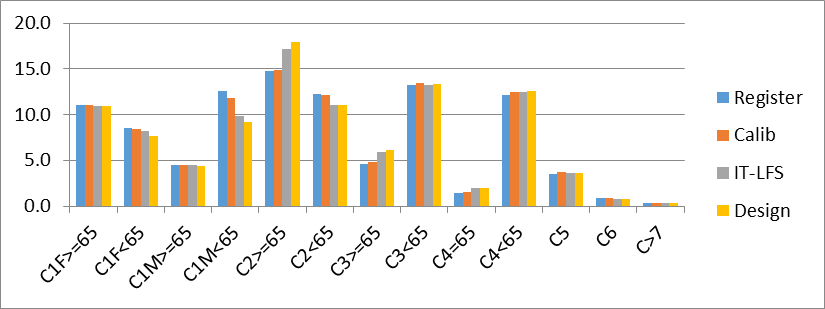 20.0
15.0
10.0
5.0
0.0
C1F>=65
C1F<65
C1M>=65
C1M<65
C2>=65
C2<65
C3>=65
C3<65
C4=65
C4<65
C5
C6
C>7
Register
Calib
IT-LFS
Design